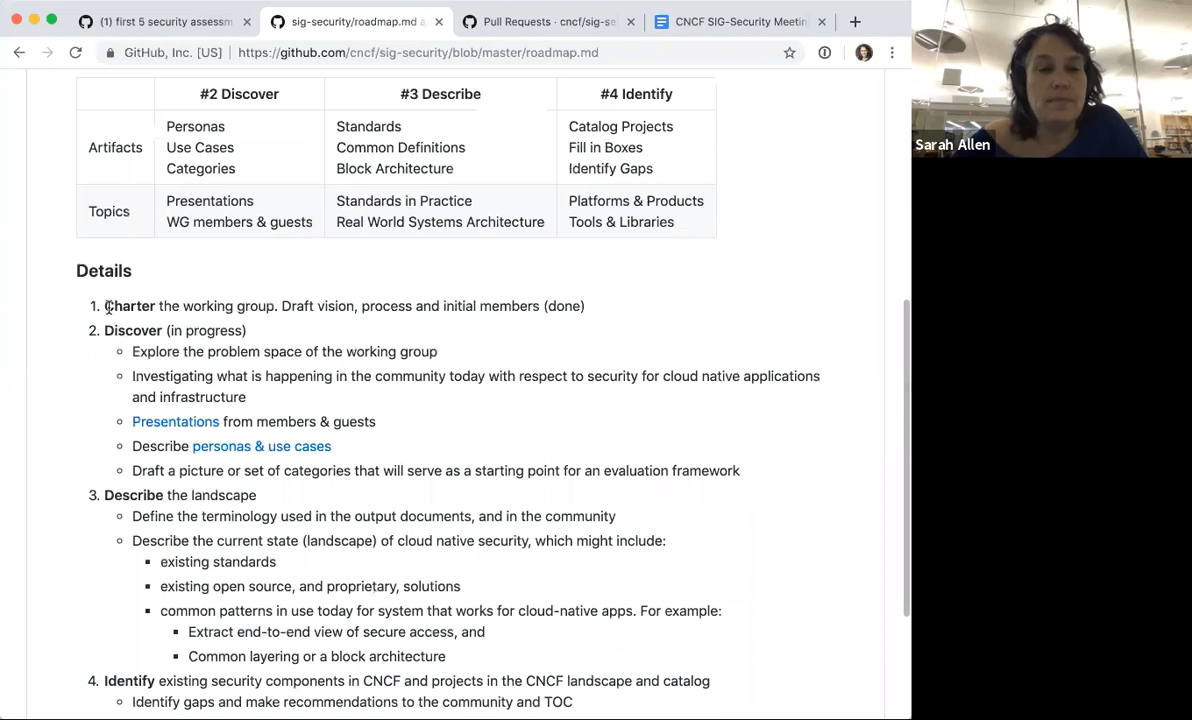 (1) first 5 security assessm
sig-security/roadmap.md a
Pull Requests · cncf/sig-se
CNCF SIG-Security Meetin
GitHub, Inc. [US] https://github.com/cncf/sig-security/blob/master/roadmap.md
#2 Discover #3 Describe #4 Identify
Artifacts
Personas Standards Catalog Projects
Use Cases Common Definitions Fill in Boxes
Categories Block Architecture Identify Gaps
Topics
Presentations Standards in Practice Platforms & Products
WG members & guests Real World Systems Architecture Tools & Libraries
Details
1. Charter the working group. Draft vision, process and initial members (done)
2. Discover (in progress)
Explore the problem space of the working group
Investigating what is happening in the community today with respect to security for cloud native applications
and infrastructure
Presentations from members & guests
Describe personas & use cases
Draft a picture or set of categories that will serve as a starting point for an evaluation framework
3. Describe the landscape
Define the terminology used in the output documents, and in the community
Describe the current state (landscape) of cloud native security, which might include:
existing standards
existing open source, and proprietary, solutions
common patterns in use today for system that works for cloud-native apps. For example:
Extract end-to-end view of secure access, and
Common layering or a block architecture
4. Identify existing security components in CNCF and projects in the CNCF landscape and catalog
Identify gaps and make recommendations to the community and TOC
Sarah Allen